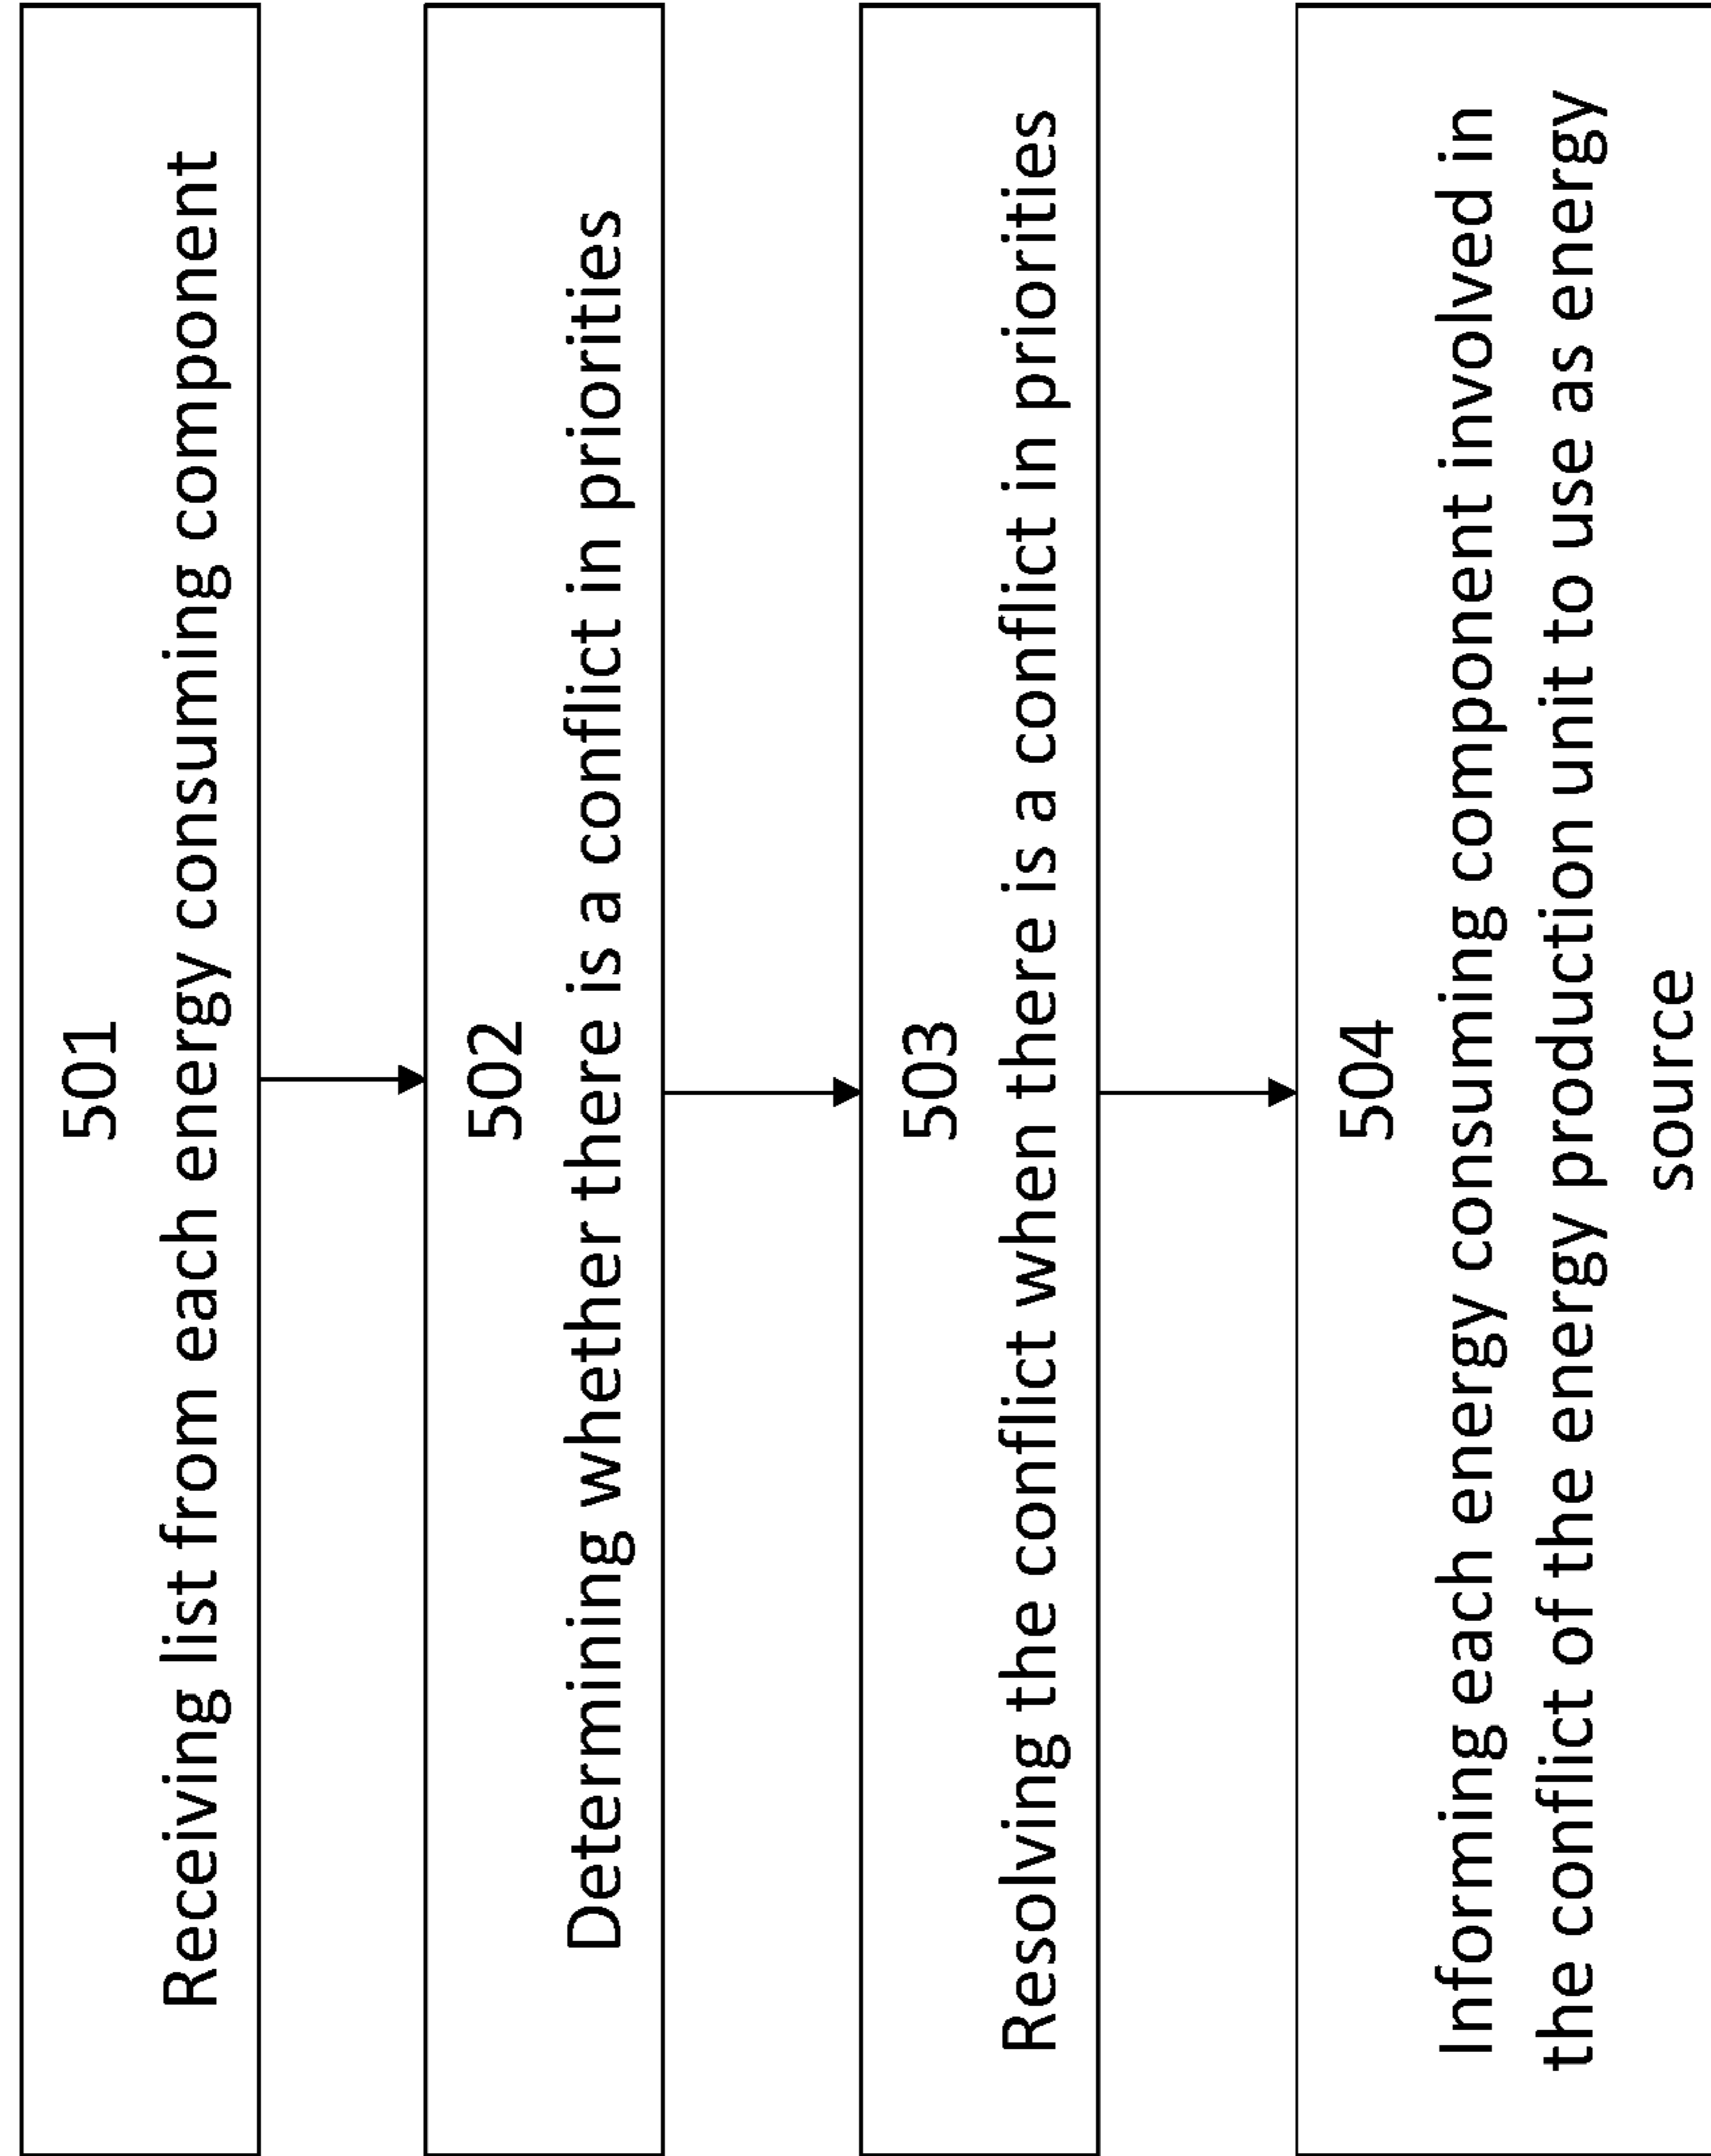 501
Receiving list from each energy consuming component
502
Determining whether there is a conflict in priorities
503
Resolving the conflict when there is a conflict in priorities
504
Informing each energy consuming component involved in
the conflict of the energy production unit to use as energy
source